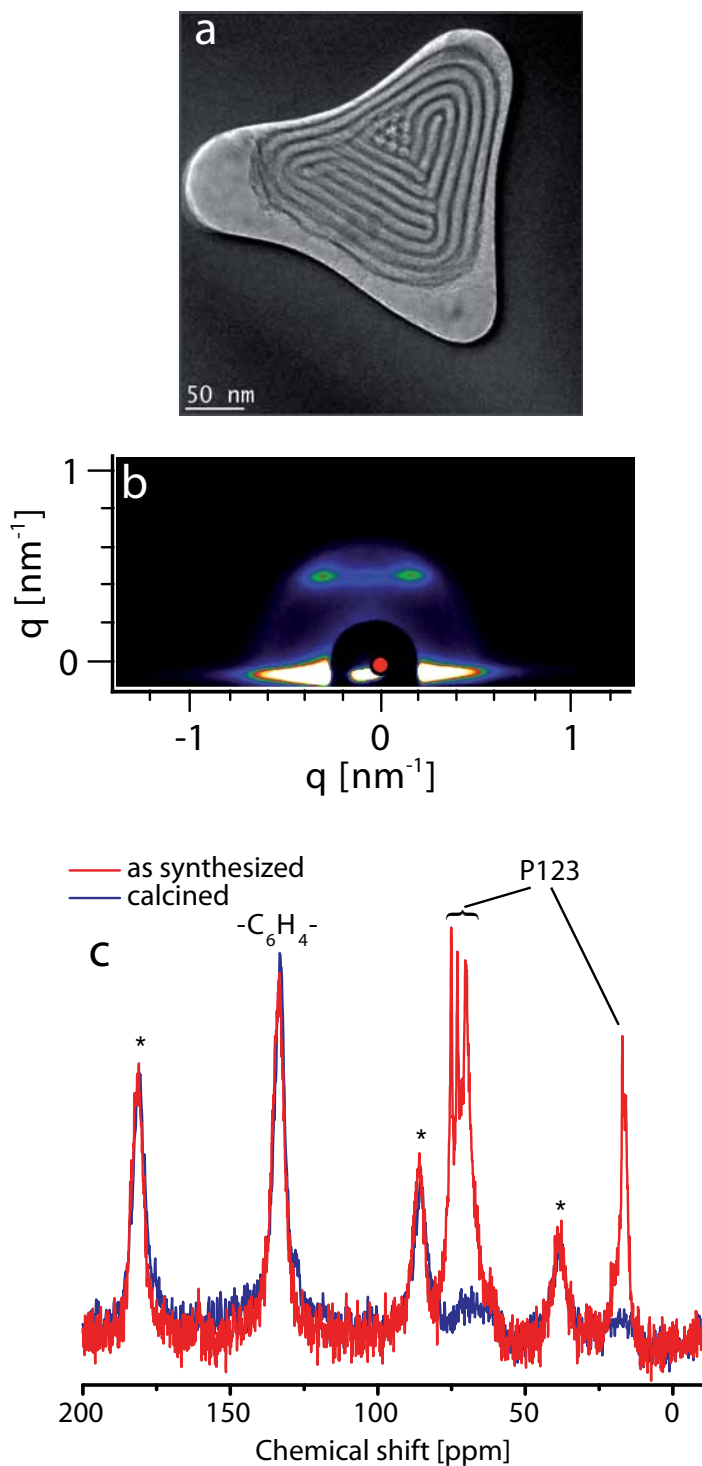 a
50 nm
b
1
0
q [nm⁻¹]
-1 0 1
q [nm⁻¹]
as synthesized
calcined
P123
-C₆H₄-
c
*
*
*
200 150 100 50 0
Chemical shift [ppm]